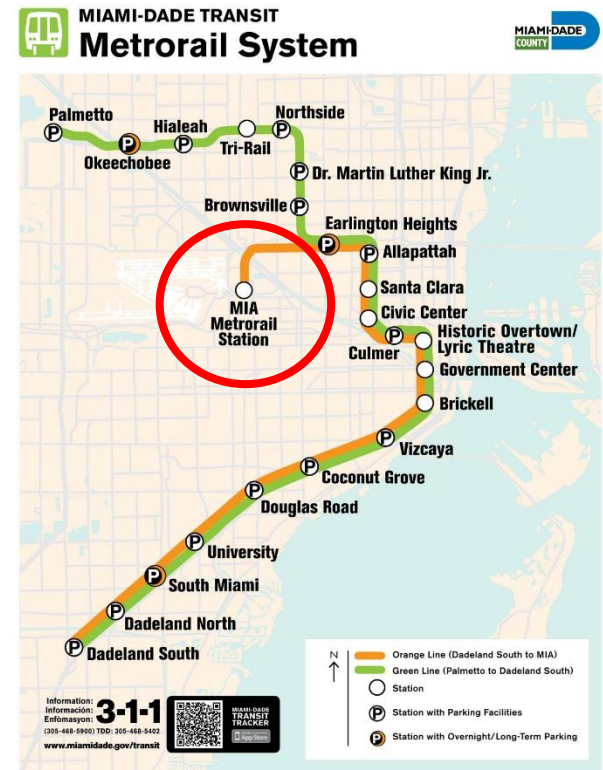 MIAMI-DADE TRANSIT
Metrorail System
MIAMI-DADE
COUNTY
Palmetto
Okeechobee
Hialeah
Tri-Rail
Northside
Dr. Martin Luther King Jr.
Brownsville
Earlington Heights
Allapattah
MIA
Metrorail
Station
Santa Clara
Civic Center
Culmer
Historic Overtown/
Lyric Theatre
Government Center
Brickell
Vizcaya
Coconut Grove
Douglas Road
University
South Miami
Dadeland North
Dadeland South
N
Orange Line (Dadeland South to MIA)
Green Line (Palmetto to Dadeland South)
Station
P Station with Parking Facilities
P Station with Overnight/Long-Term Parking
Information:
Información:
Enfòmasyon:
3-1-1
(305-468-5900) TDD: 305-468-5402
www.miamidade.gov/transit
MIAMI-DADE
TRANSIT
TRACKER
App Store